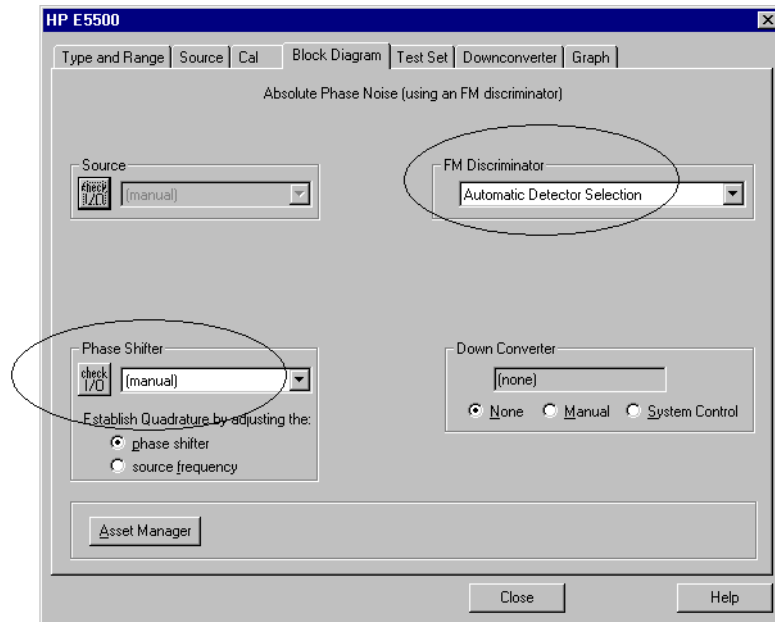 HP E5500
Type and Range Source Cal Block Diagram Test Set Downconverter Graph
Absolute Phase Noise (using an FM discriminator)
Source
check I/O
(manual)
FM Discriminator
Automatic Detector Selection
Phase Shifter
check I/O
(manual)
Establish Quadrature by adjusting the:
phase shifter
source frequency
Down Converter
(none)
None Manual System Control
Asset Manager
Close Help